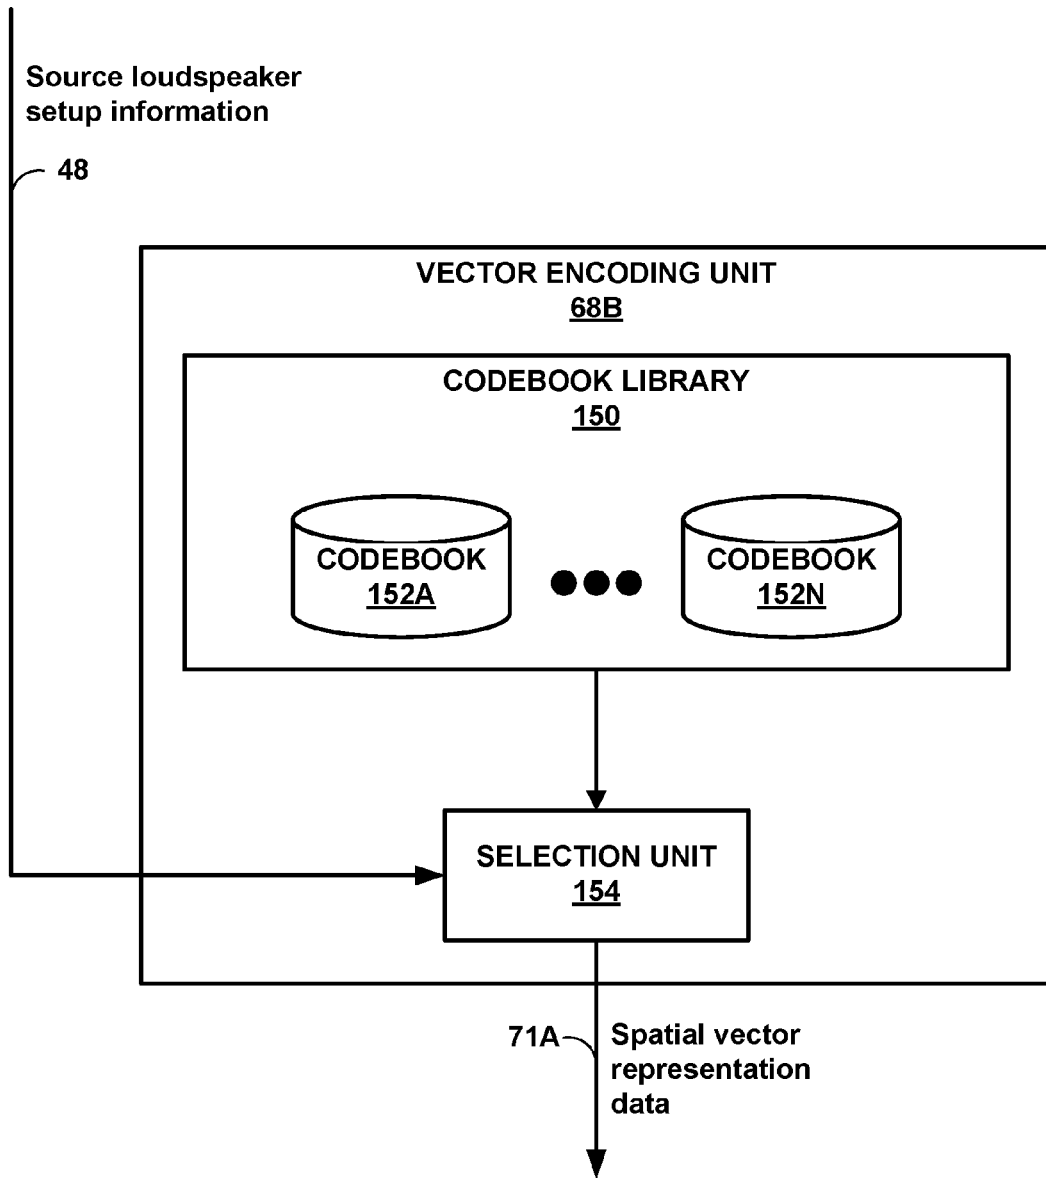 Source loudspeaker
setup information
48
VECTOR ENCODING UNIT
68B
CODEBOOK LIBRARY
150
CODEBOOK
152A
CODEBOOK
152N
SELECTION UNIT
154
71A
Spatial vector
representation
data